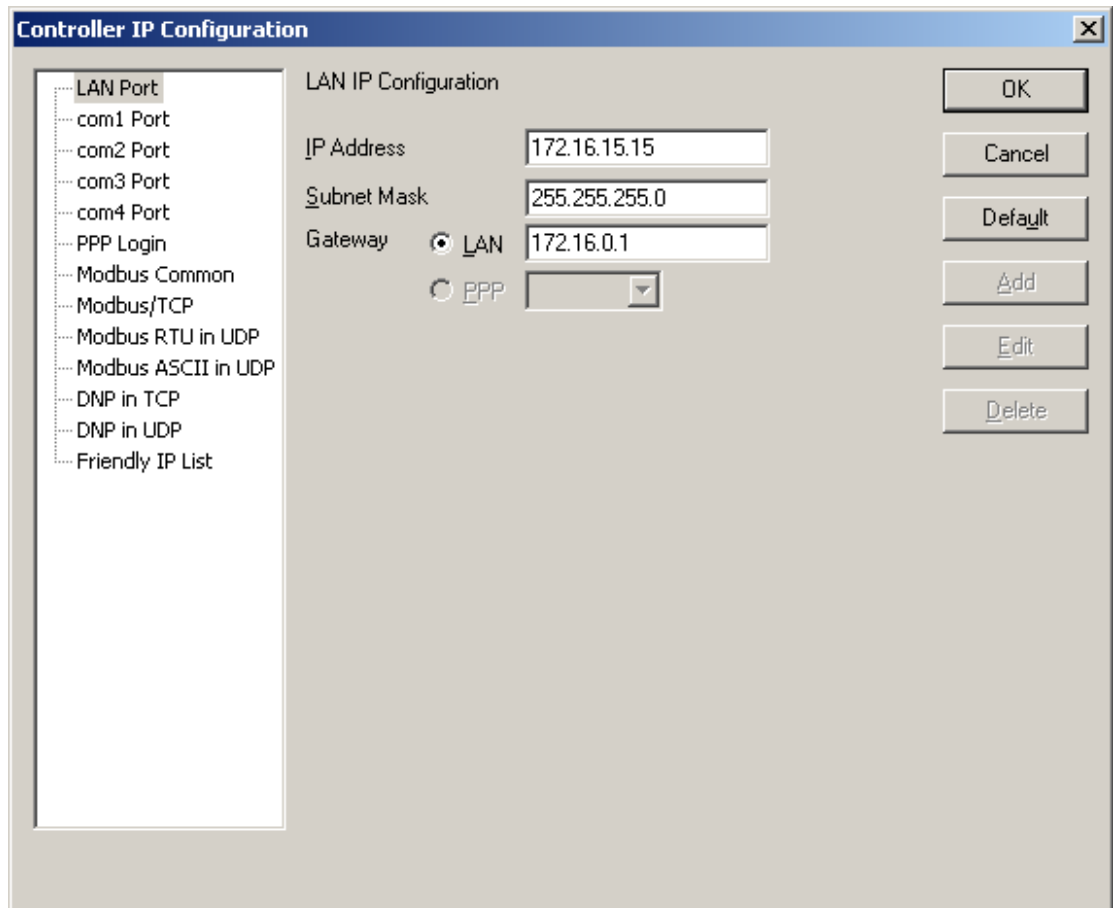 Controller IP Configuration
LAN Port
com1 Port
com2 Port
com3 Port
com4 Port
PPP Login
Modbus Common
Modbus/TCP
Modbus RTU in UDP
Modbus ASCII in UDP
DNP in TCP
DNP in UDP
Friendly IP List
LAN IP Configuration
IP Address 172.16.15.15
Subnet Mask 255.255.255.0
Gateway LAN 172.16.0.1
PPP
OK
Cancel
Default
Add
Edit
Delete